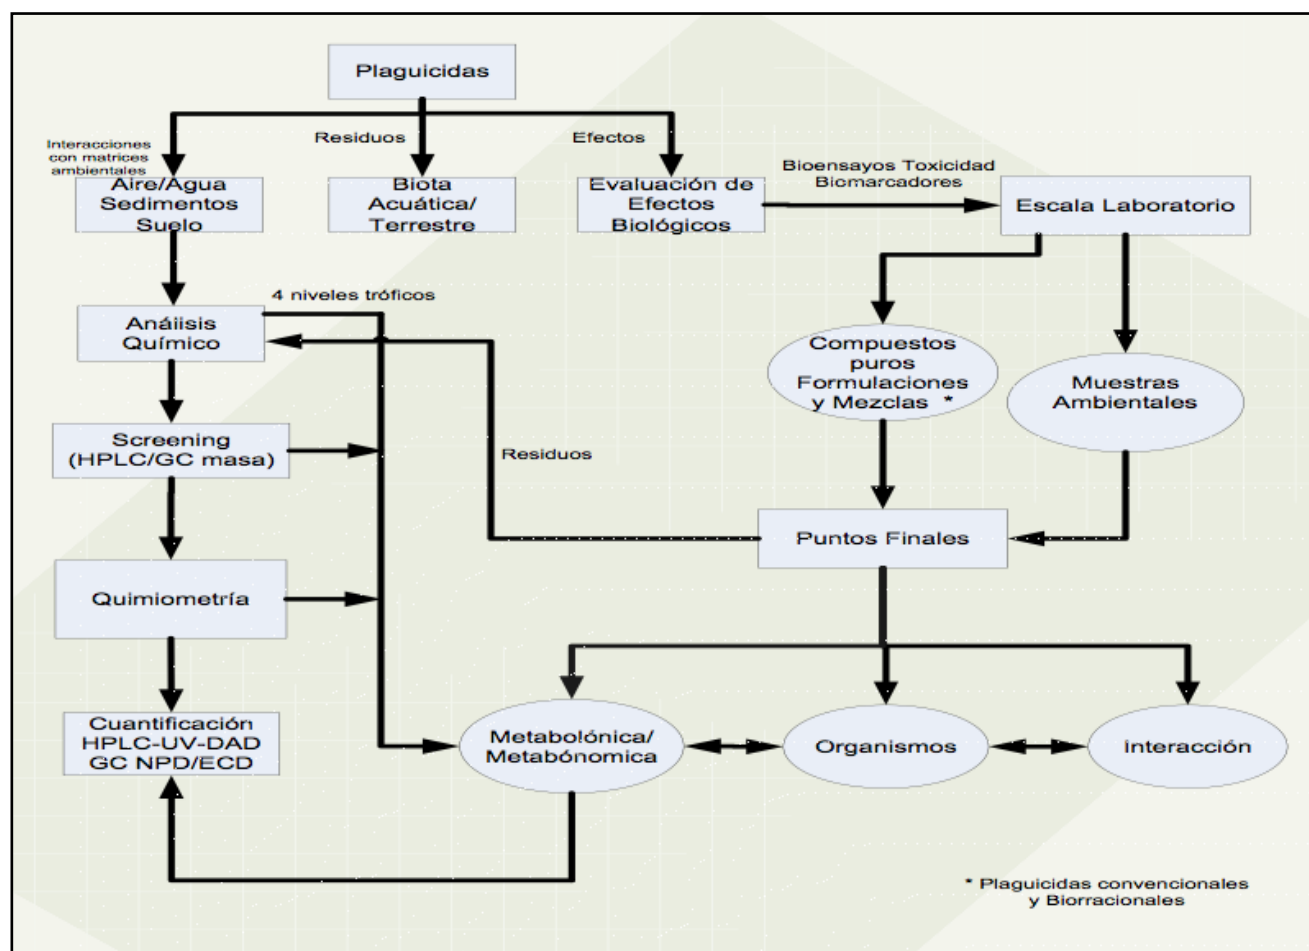 Plaguicidas
Interacciones
con matrices
ambientales
Residuos
Efectos
Aire/Agua
Sedimentos
Suelo
Biota
Acuática/
Terrestre
Evaluación de
Efectos
Biológicos
Bioensayos Toxicidad
Biomarcadores
Escala Laboratorio
4 niveles tróficos
Anáiisis
Químico
Compuestos
puros
Formulaciones
y Mezclas *
Muestras
Ambientales
Screening
(HPLC/GC masa)
Residuos
Puntos Finales
Quimiometría
Cuantificación
HPLC-UV-DAD
GC NPD/ECD
Metabolónica/
Metabónomica
Organismos
Interacción
* Plaguicidas convencionales
y Biorracionales